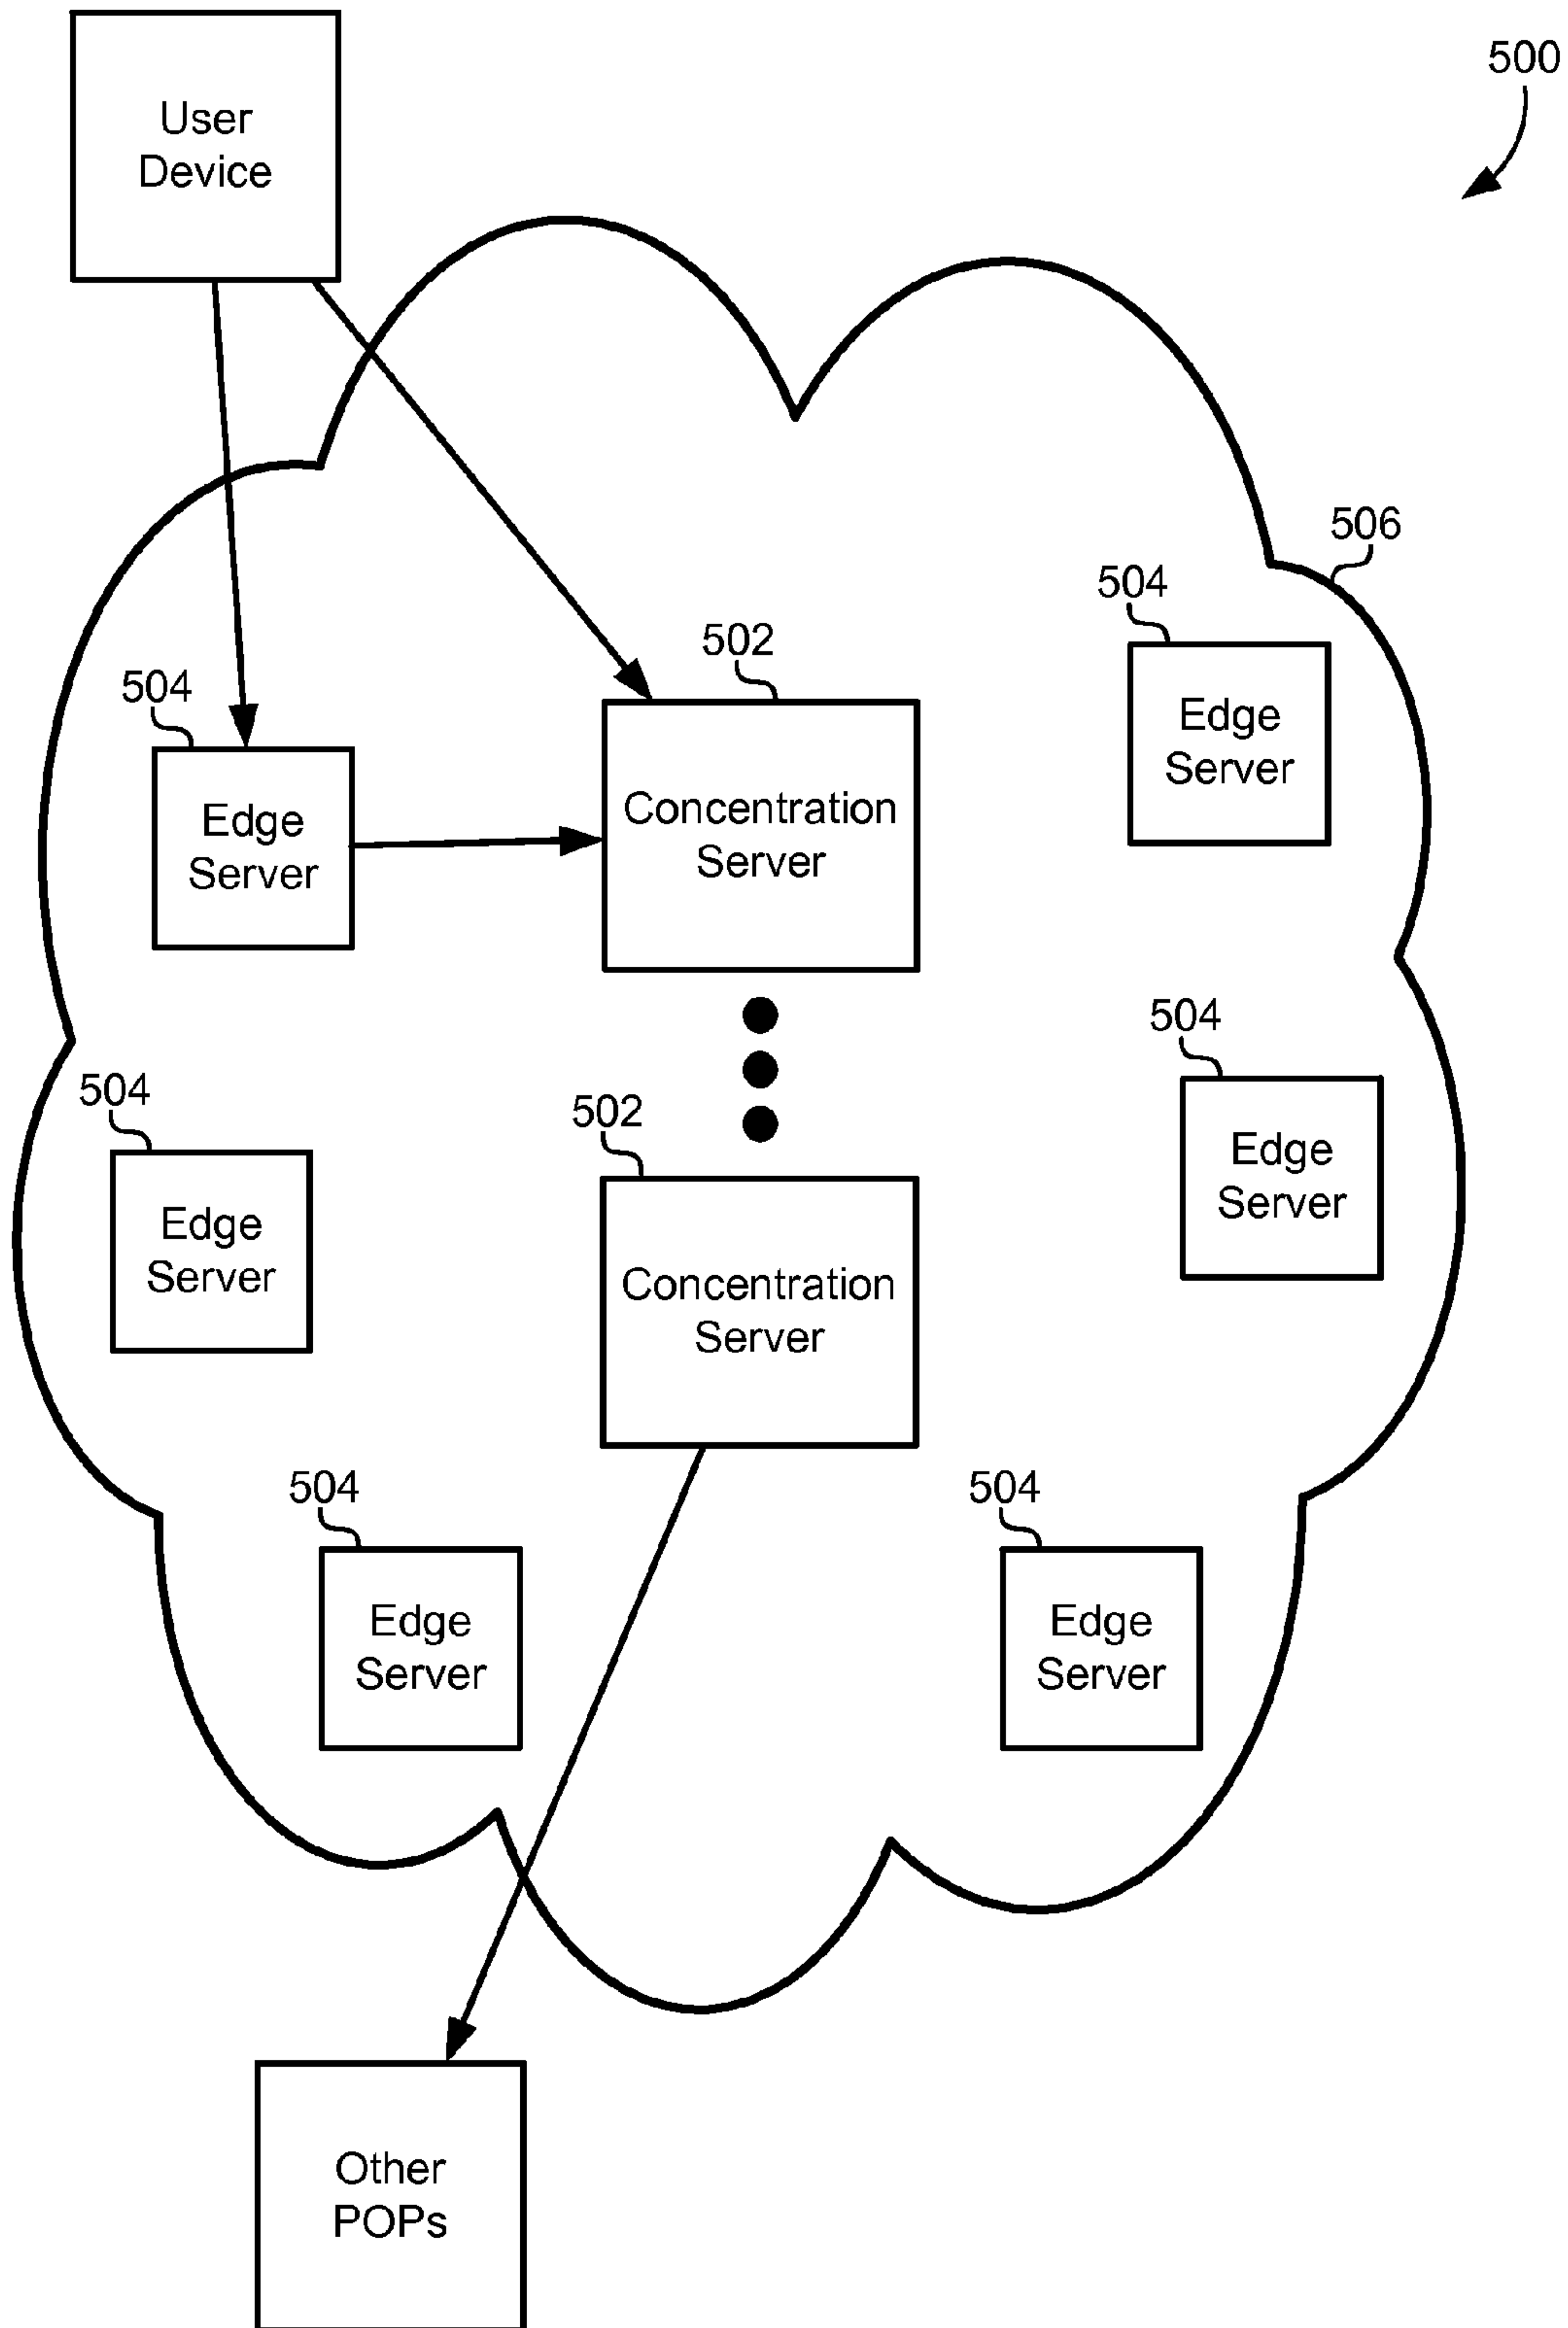 User
Device
500
506
504
502
504
Edge
Server
Edge
Server
Concentration
Server
504
504
502
Edge
Server
Edge
Server
Concentration
Server
504
504
Edge
Server
Edge
Server
Other
POPs